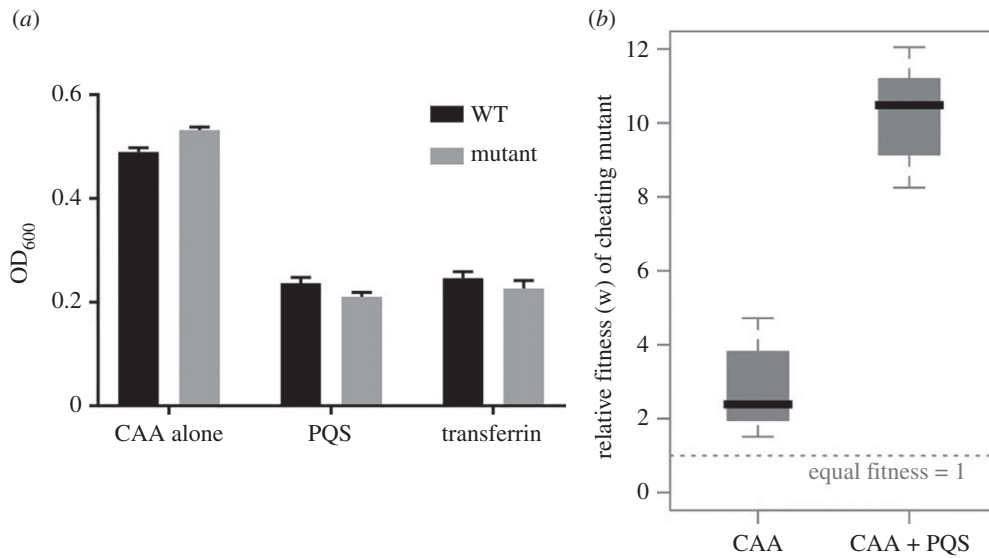 (a)
0.6
0.4
0.2
0
OD600
WT
mutant
CAA alone
PQS
transferrin
(b)
12
10
8
6
4
2
0
relative fitness (w) of cheating mutant
equal fitness = 1
CAA
CAA + PQS